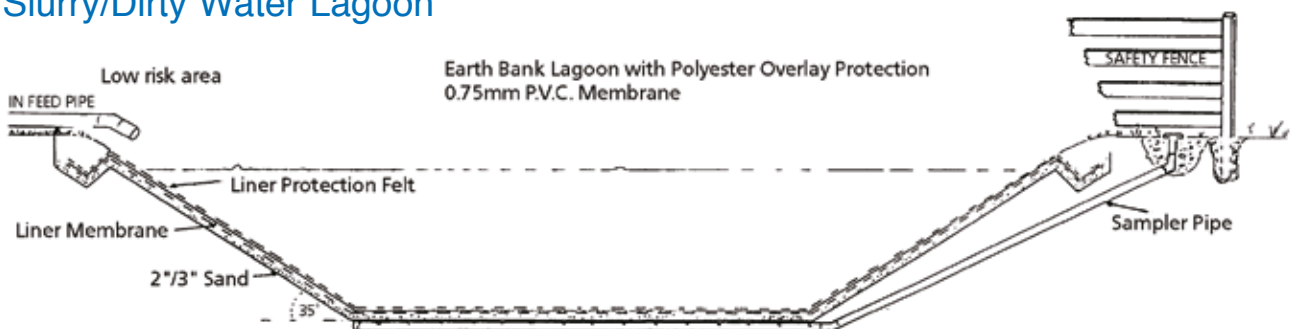 Slurry/Dirty Water Lagoon
Low risk area
Earth Bank Lagoon with Polyester Overlay Protection
0.75mm P.V.C. Membrane
SAFETY FENCE
IN FEED PIPE
Liner Protection Felt
Liner Membrane
Sampler Pipe
2"/3" Sand
35°